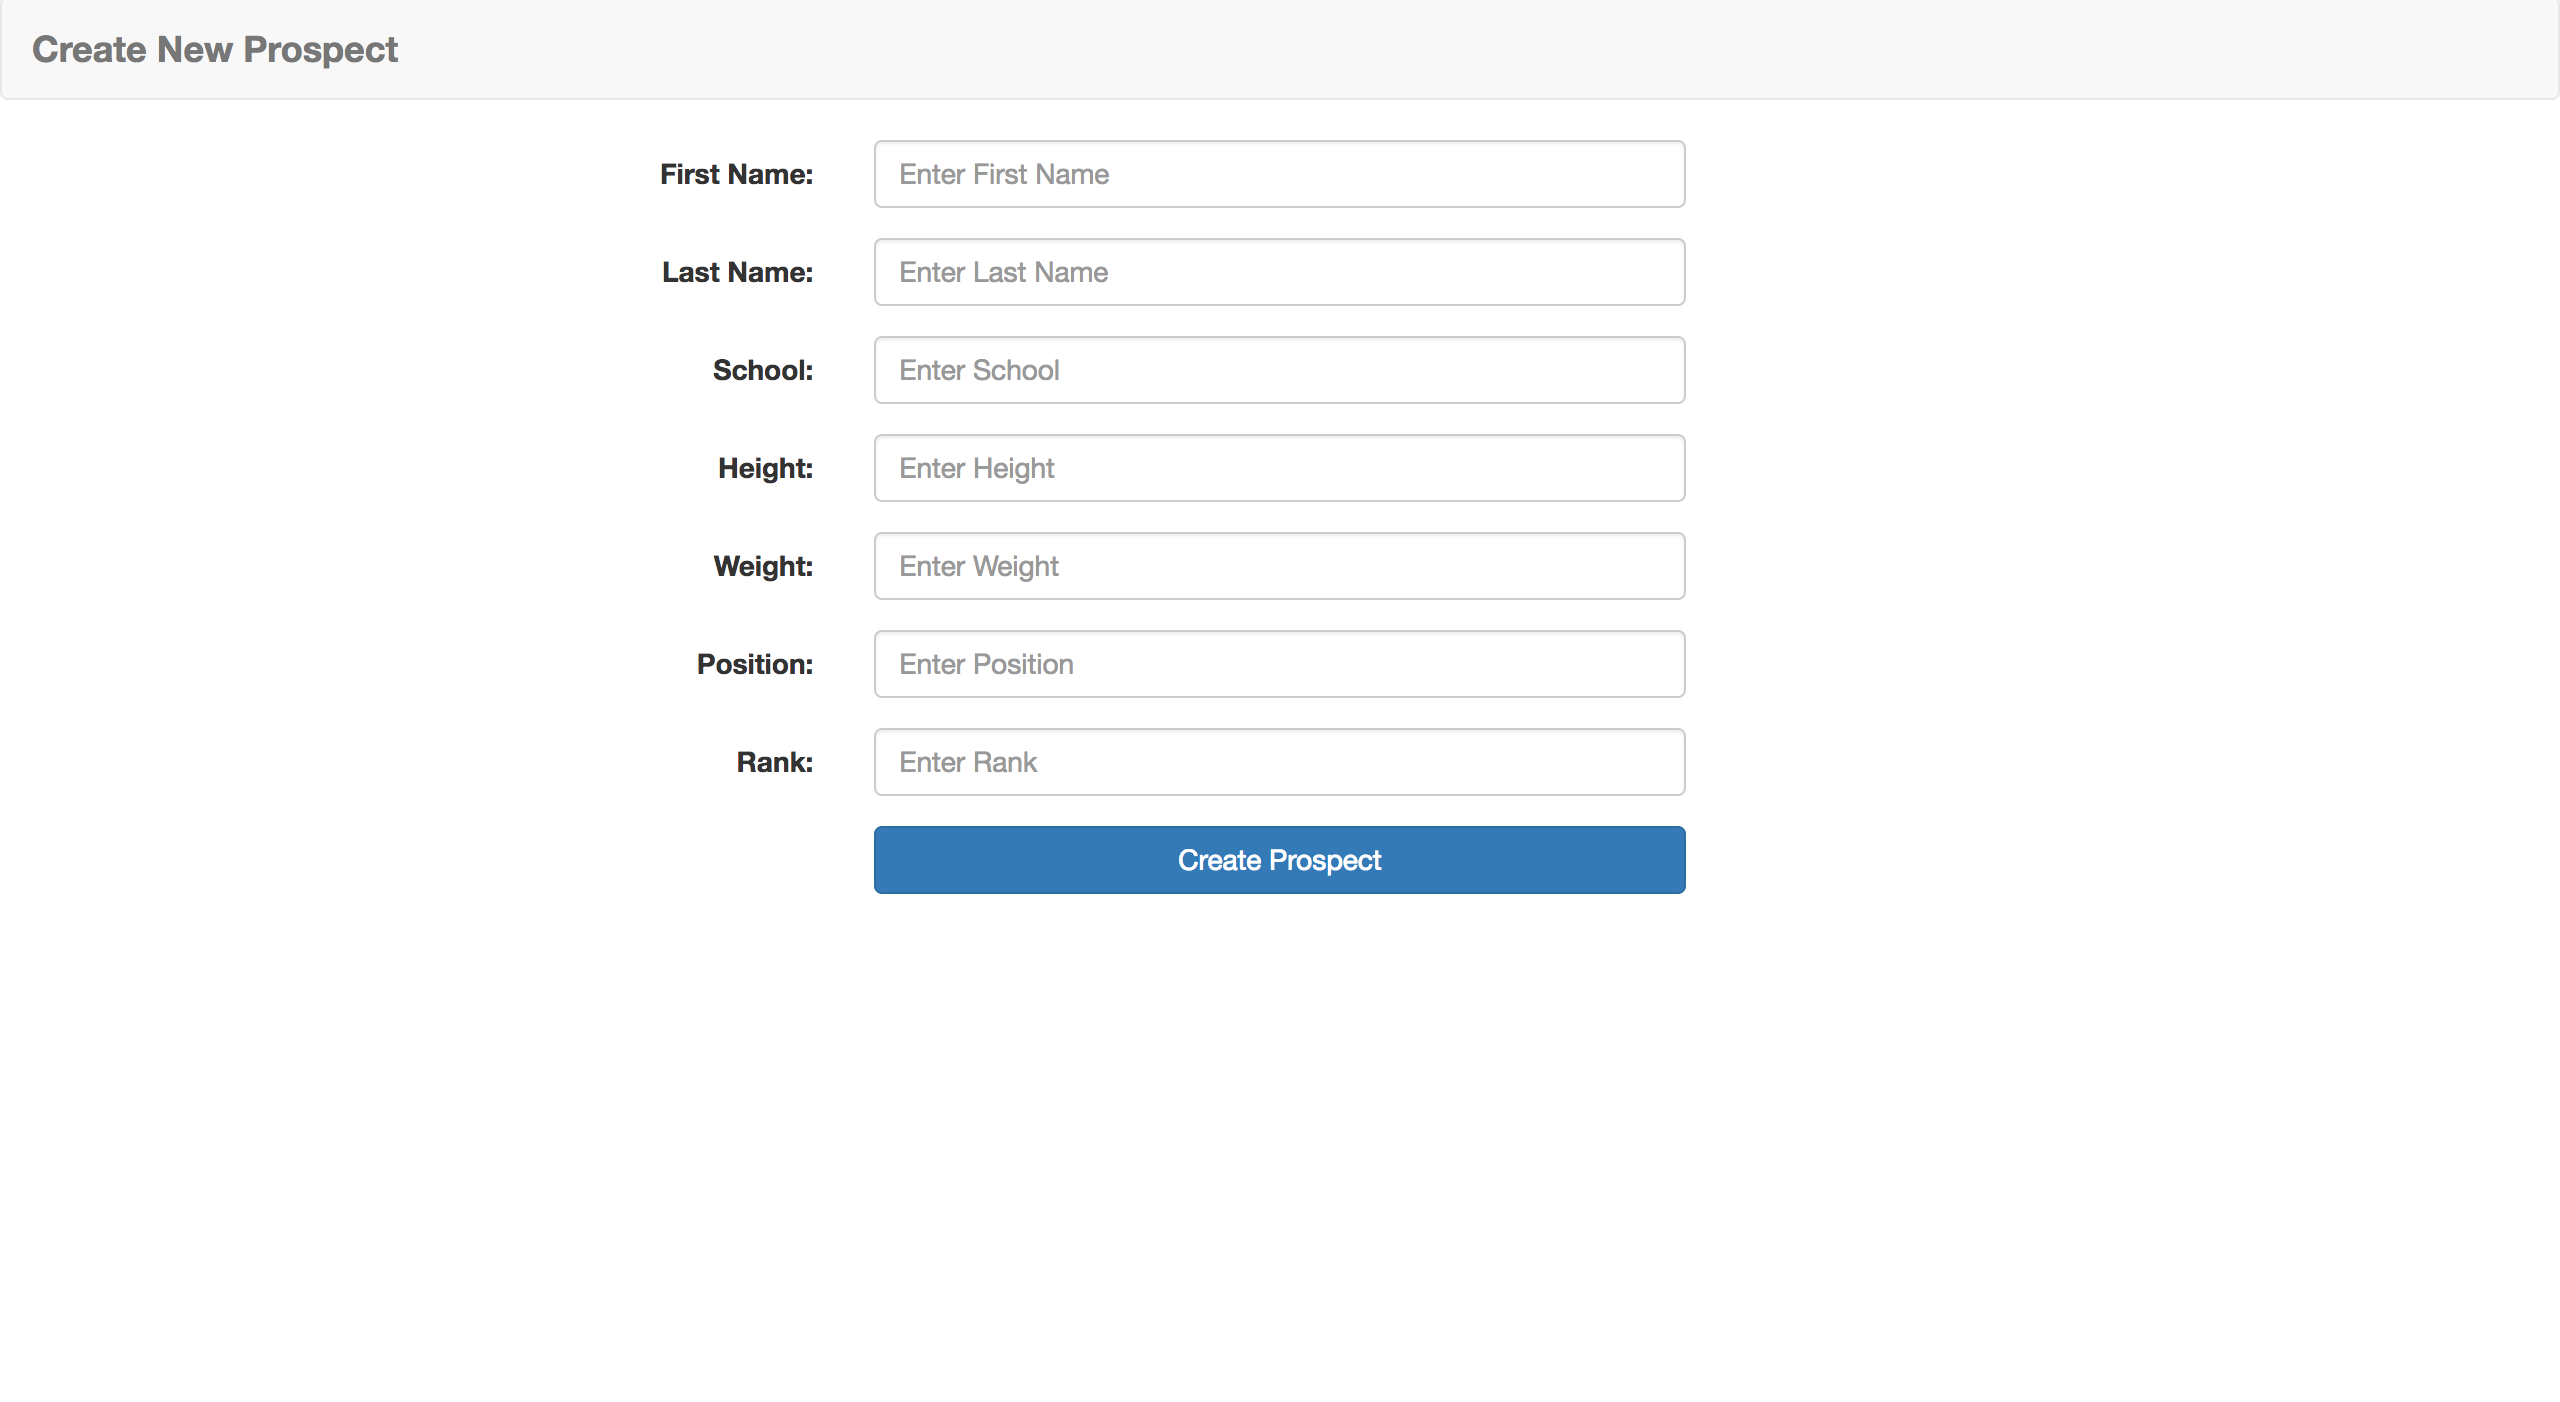 Create New Prospect
First Name: Enter First Name
Last Name: Enter Last Name
School: Enter School
Height: Enter Height
Weight: Enter Weight
Position: Enter Position
Rank: Enter Rank
Create Prospect